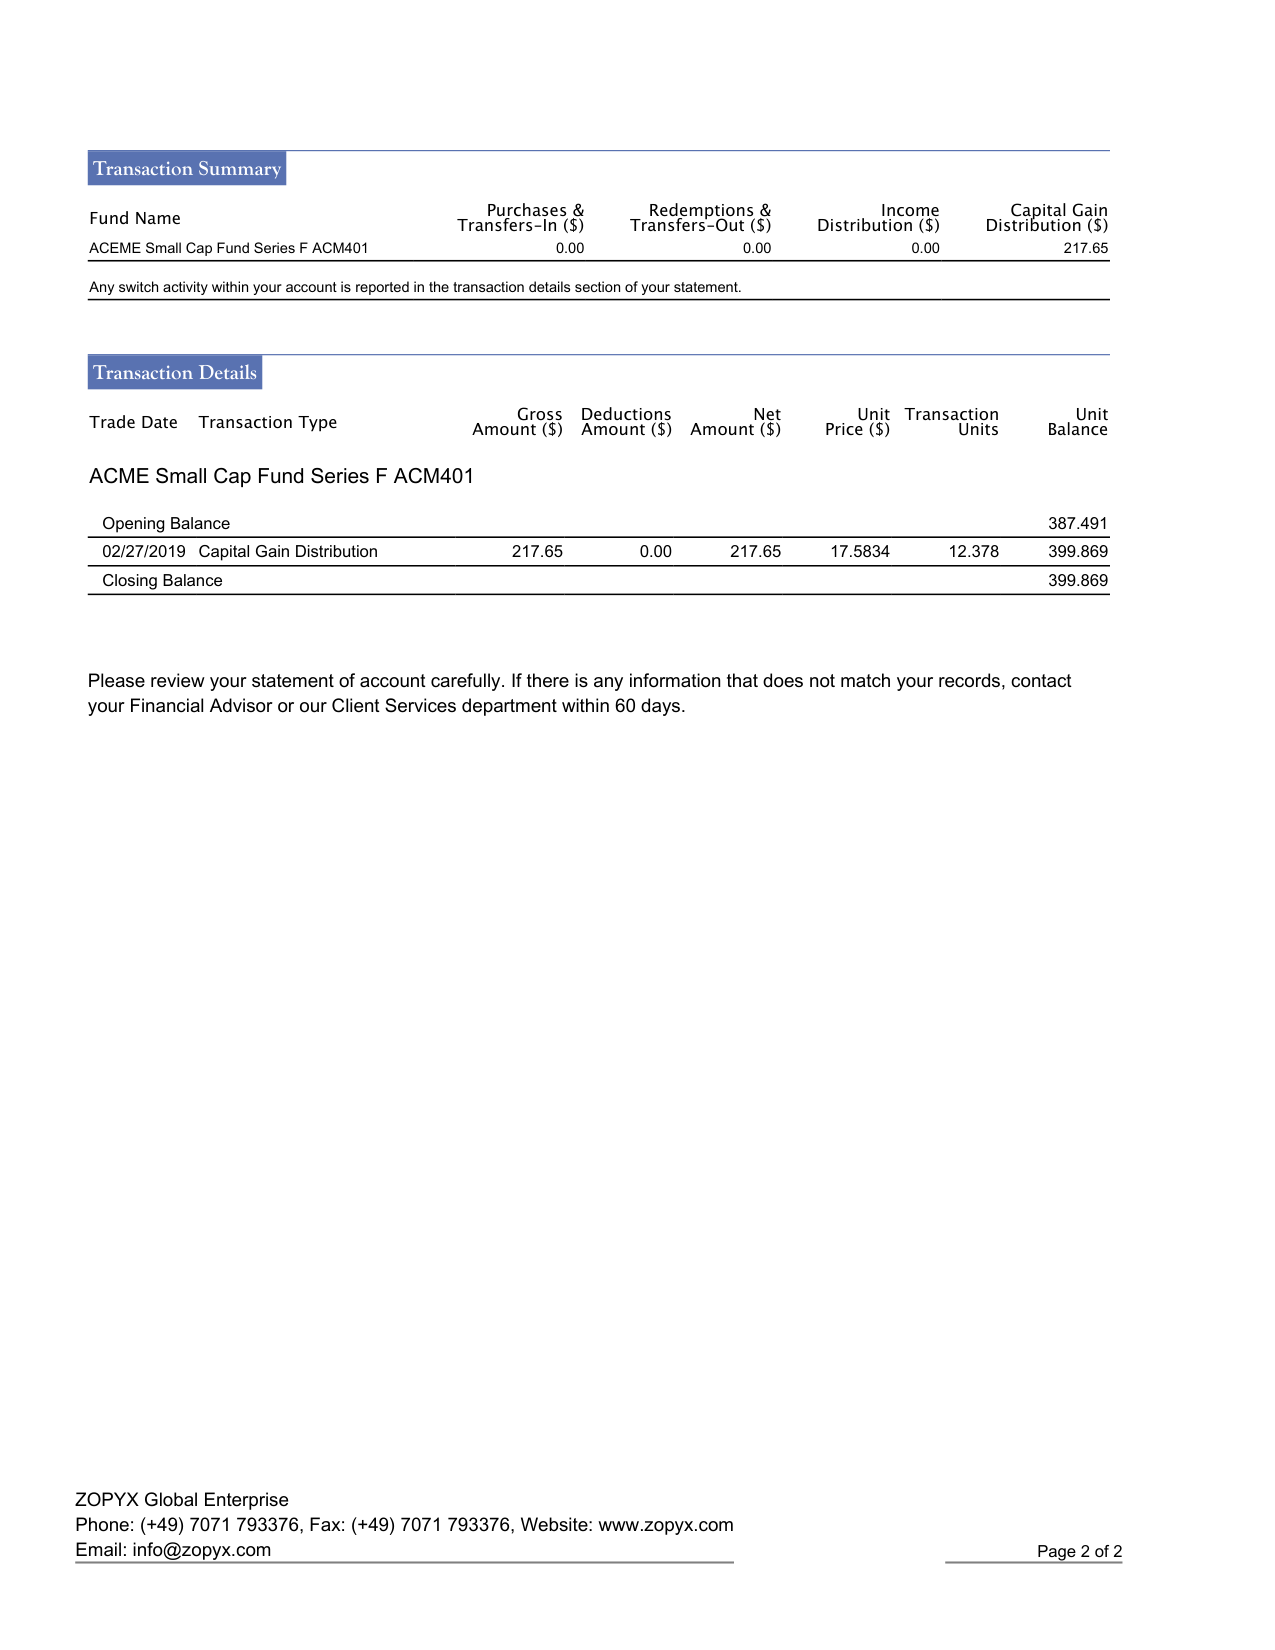 Transaction Summary
Fund Name Purchases & Transfers-In ($) Redemptions & Transfers-Out ($) Income Distribution ($) Capital Gain Distribution ($)
ACEME Small Cap Fund Series F ACM401 0.00 0.00 0.00 217.65
Any switch activity within your account is reported in the transaction details section of your statement.
Transaction Details
Trade Date Transaction Type Gross Amount ($) Deductions Amount ($) Net Amount ($) Unit Price ($) Transaction Units Unit Balance
ACME Small Cap Fund Series F ACM401
Opening Balance 387.491
02/27/2019 Capital Gain Distribution 217.65 0.00 217.65 17.5834 12.378 399.869
Closing Balance 399.869
Please review your statement of account carefully. If there is any information that does not match your records, contact
your Financial Advisor or our Client Services department within 60 days.
ZOPYX Global Enterprise
Phone: (+49) 7071 793376, Fax: (+49) 7071 793376, Website: www.zopyx.com
Email: info@zopyx.com
Page 2 of 2